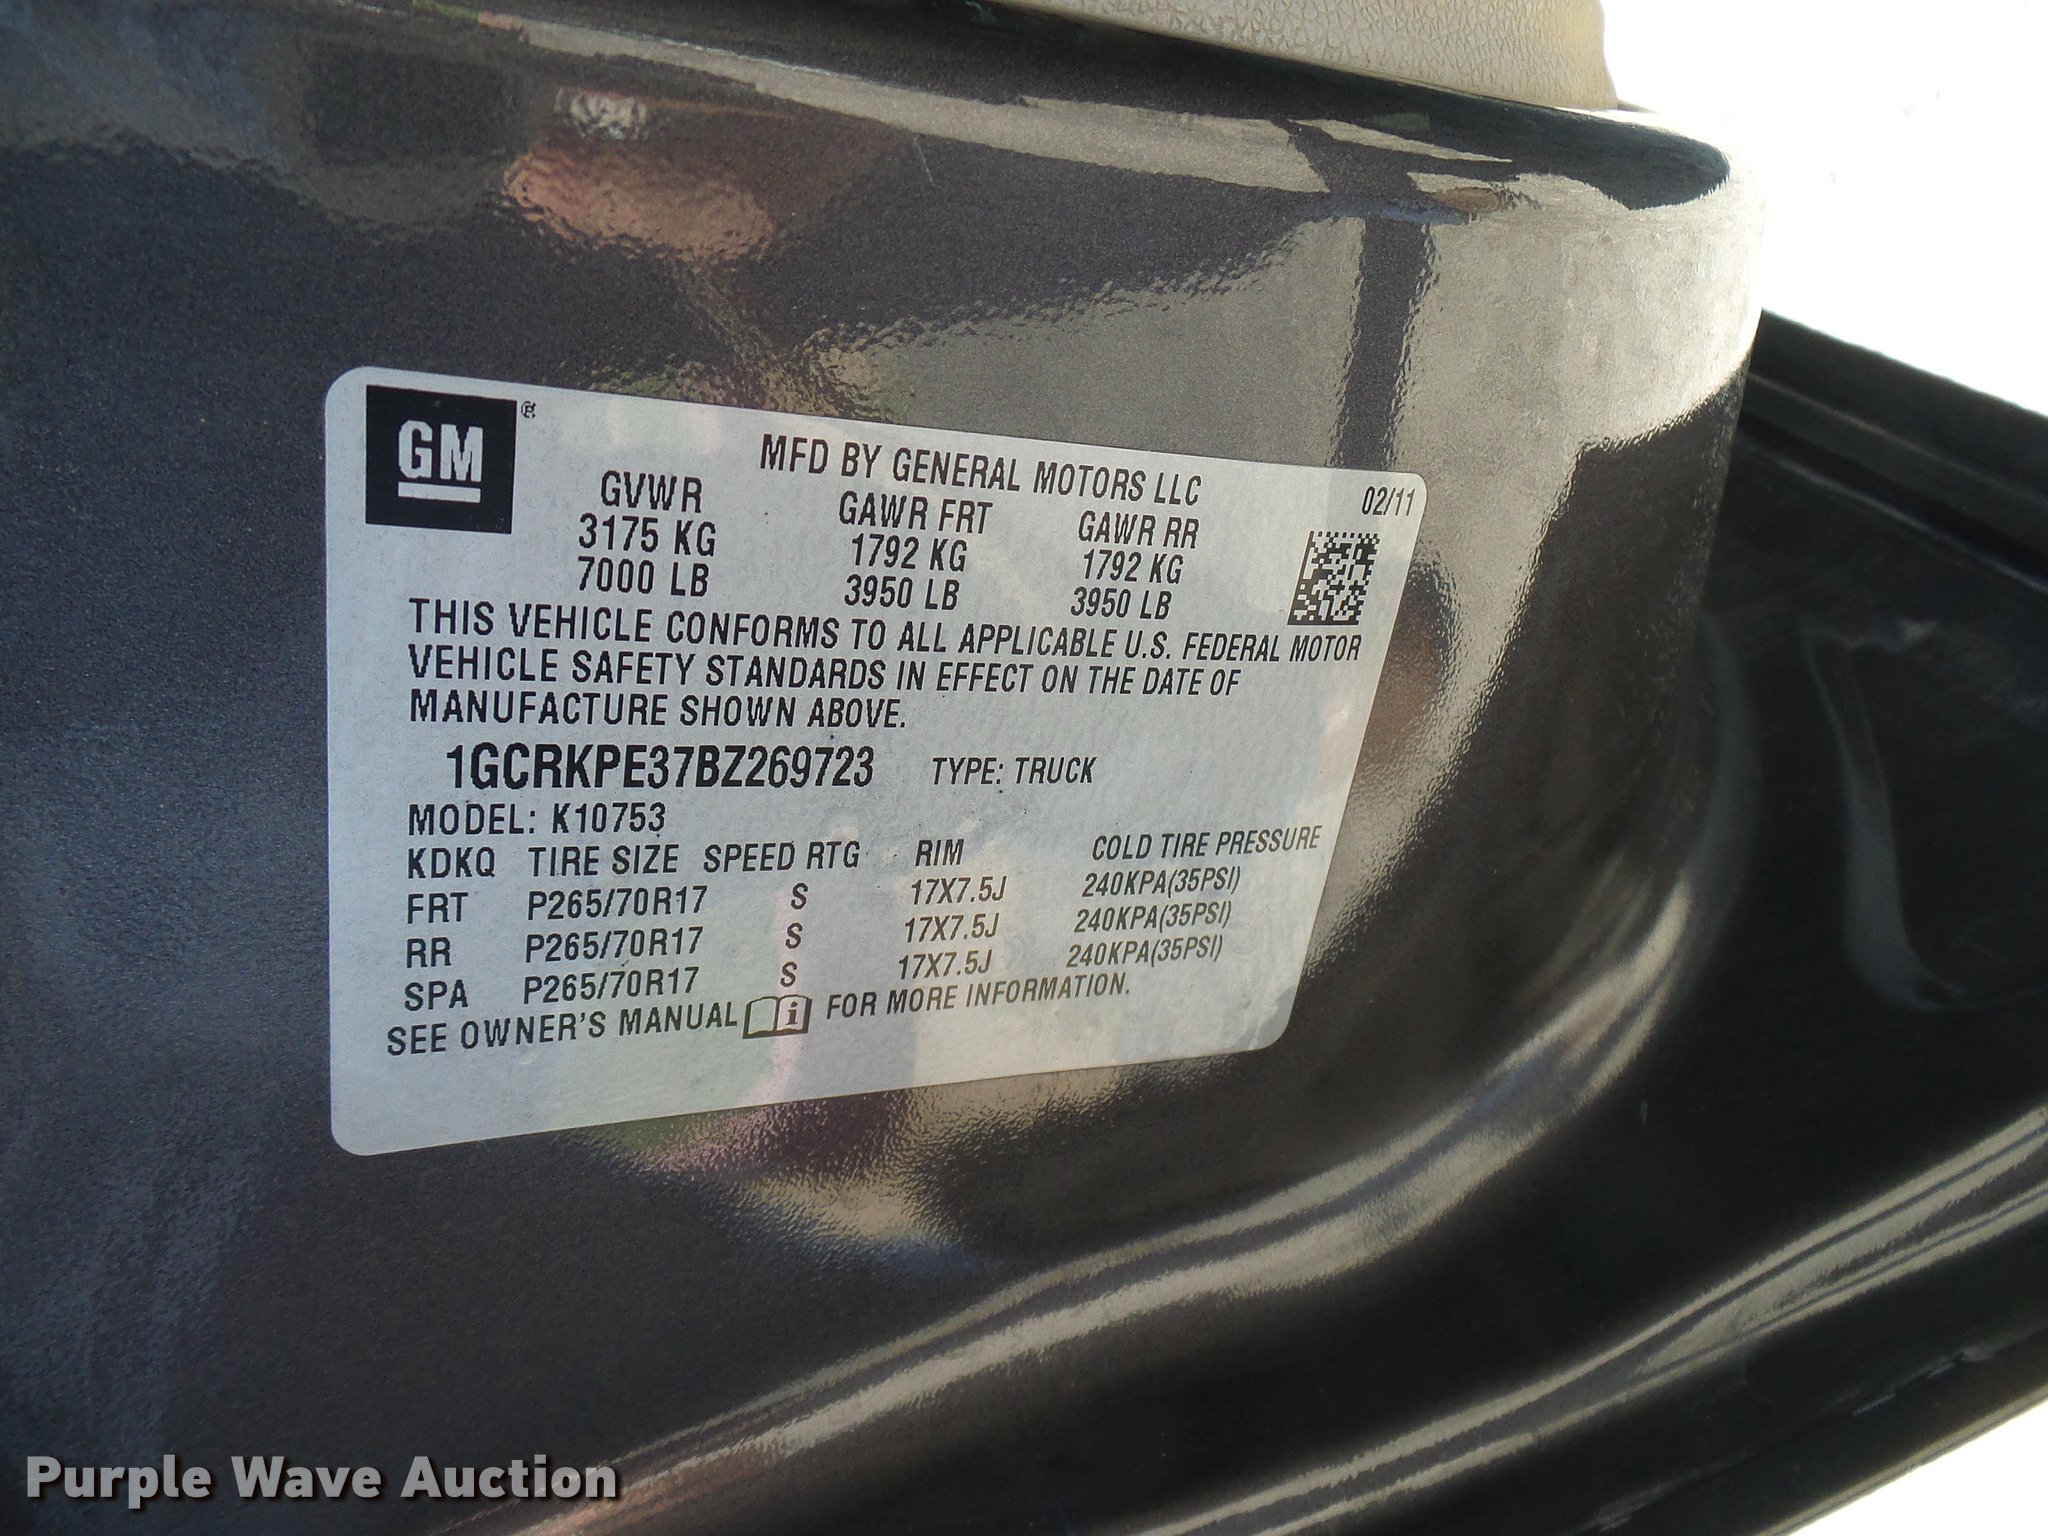 GM®
MFD BY GENERAL MOTORS LLC
02/11
GVWR GAWR FRT GAWR RR
3175 KG 1792 KG 1792 KG
7000 LB 3950 LB 3950 LB
THIS VEHICLE CONFORMS TO ALL APPLICABLE U.S. FEDERAL MOTOR
VEHICLE SAFETY STANDARDS IN EFFECT ON THE DATE OF
MANUFACTURE SHOWN ABOVE.
1GCRKPE37BZ269723 TYPE: TRUCK
MODEL: K10753
KDKQ TIRE SIZE SPEED RTG RIM COLD TIRE PRESSURE
FRT P265/70R17 S 17X7.5J 240KPA(35PSI)
RR P265/70R17 S 17X7.5J 240KPA(35PSI)
SPA P265/70R17 S 17X7.5J 240KPA(35PSI)
SEE OWNER'S MANUAL i FOR MORE INFORMATION.
Purple Wave Auction